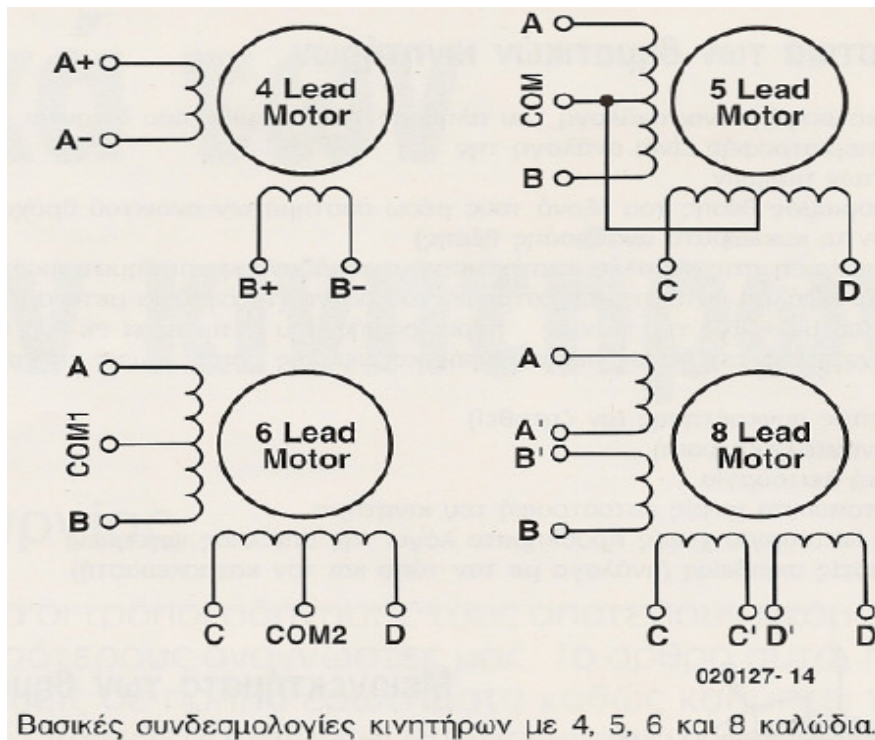 A+
A-
4 Lead
Motor
B+
B-
A
COM
B
5 Lead
Motor
C
D
A
COM1
B
6 Lead
Motor
C
COM2
D
A
A'
B'
B
8 Lead
Motor
C
C'
D'
D
020127- 14
Βασικές συνδεσμολογίες κινητήρων με 4, 5, 6 και 8 καλώδια.